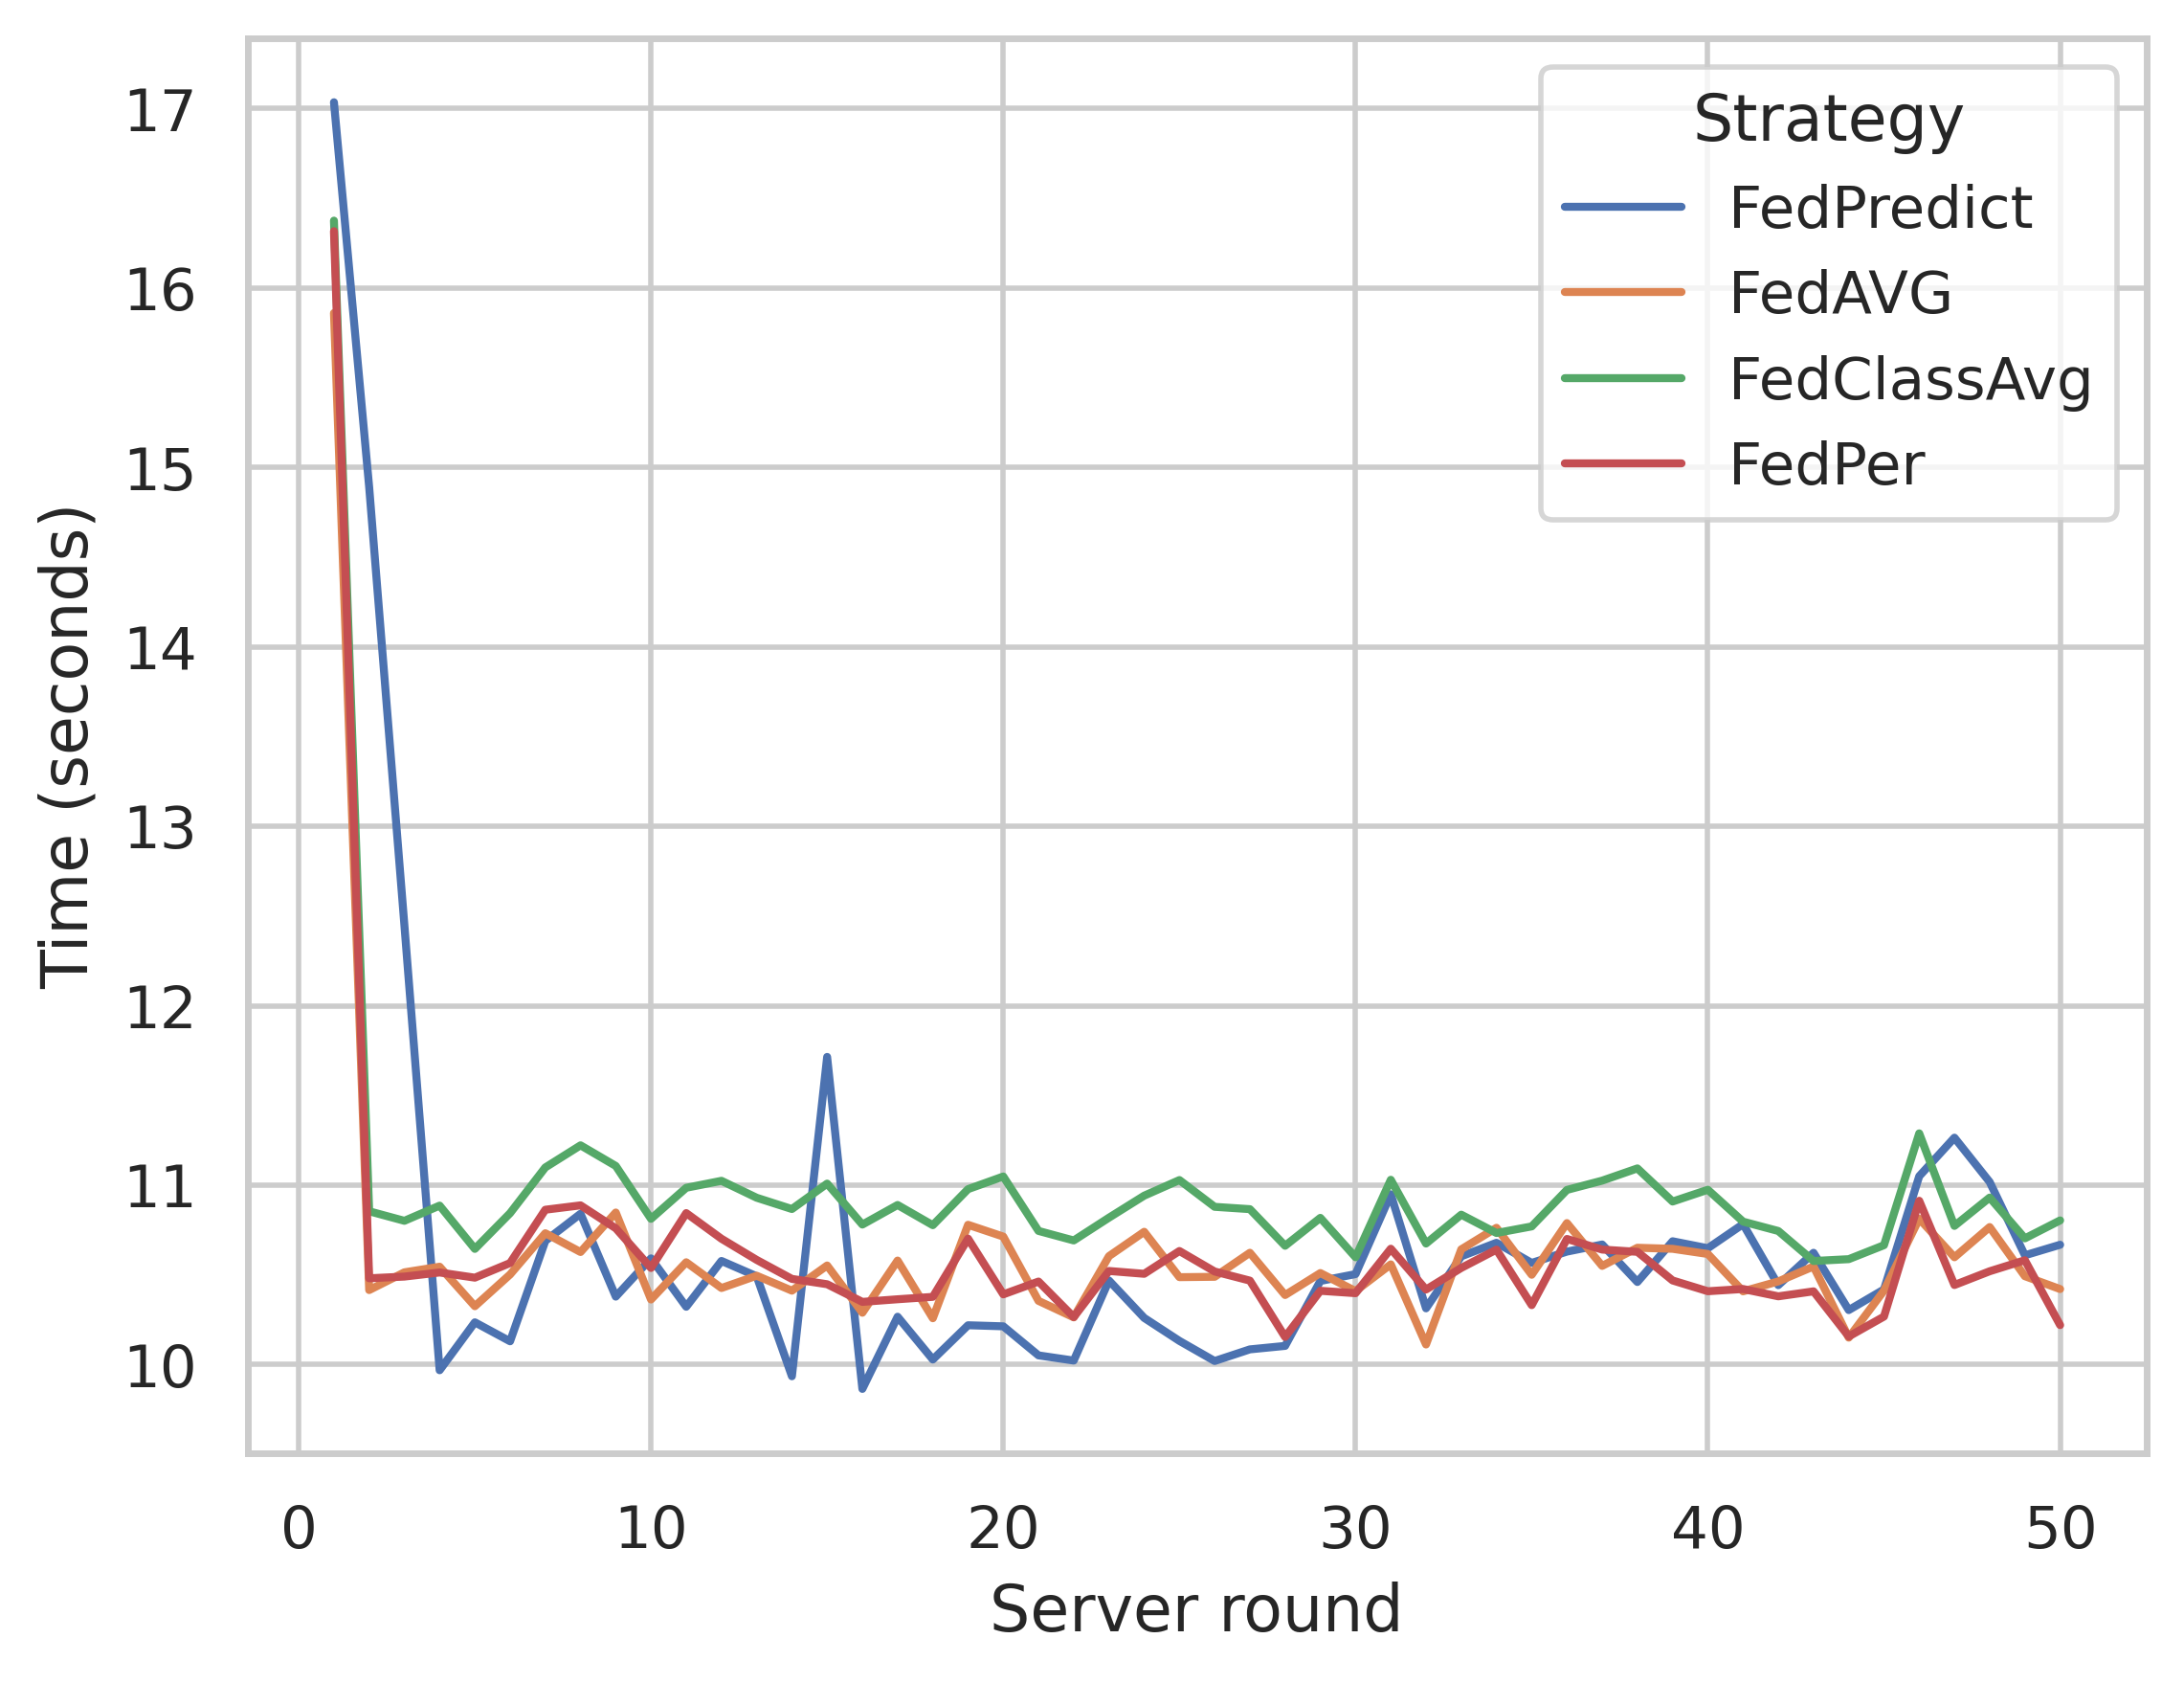 17
16
15
14
13
12
11
10
Time (seconds)
0 10 20 30 40 50
Server round
Strategy
FedPredict
FedAVG
FedClassAvg
FedPer